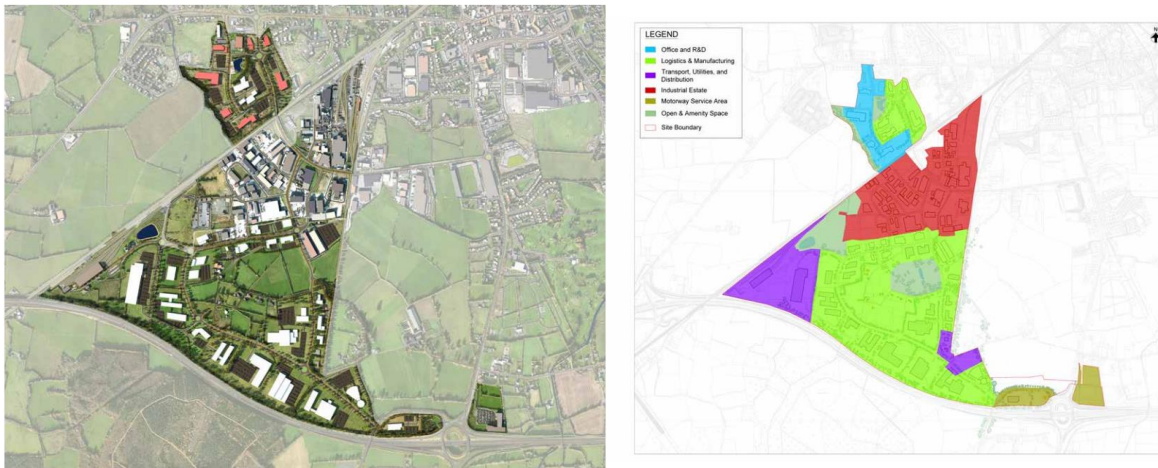 LEGEND
Office and R&D
Logistics & Manufacturing
Transport, Utilities, and
Distribution
Industrial Estate
Motorway Service Area
Open & Amenity Space
Site Boundary
N